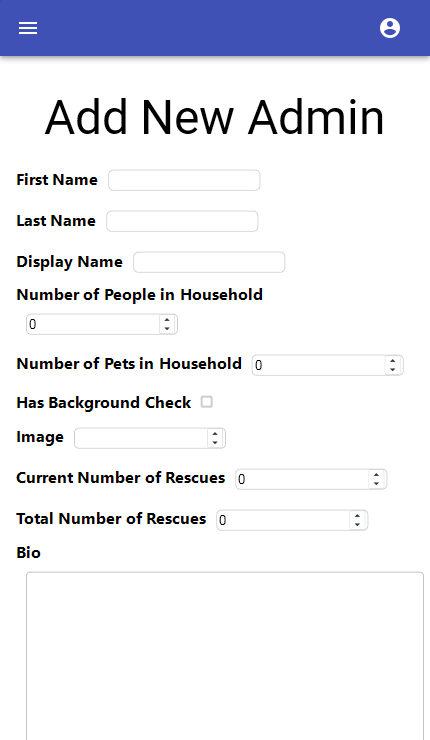 Add New Admin
First Name
Last Name
Display Name
Number of People in Household
0
Number of Pets in Household 0
Has Background Check
Image
Current Number of Rescues 0
Total Number of Rescues 0
Bio